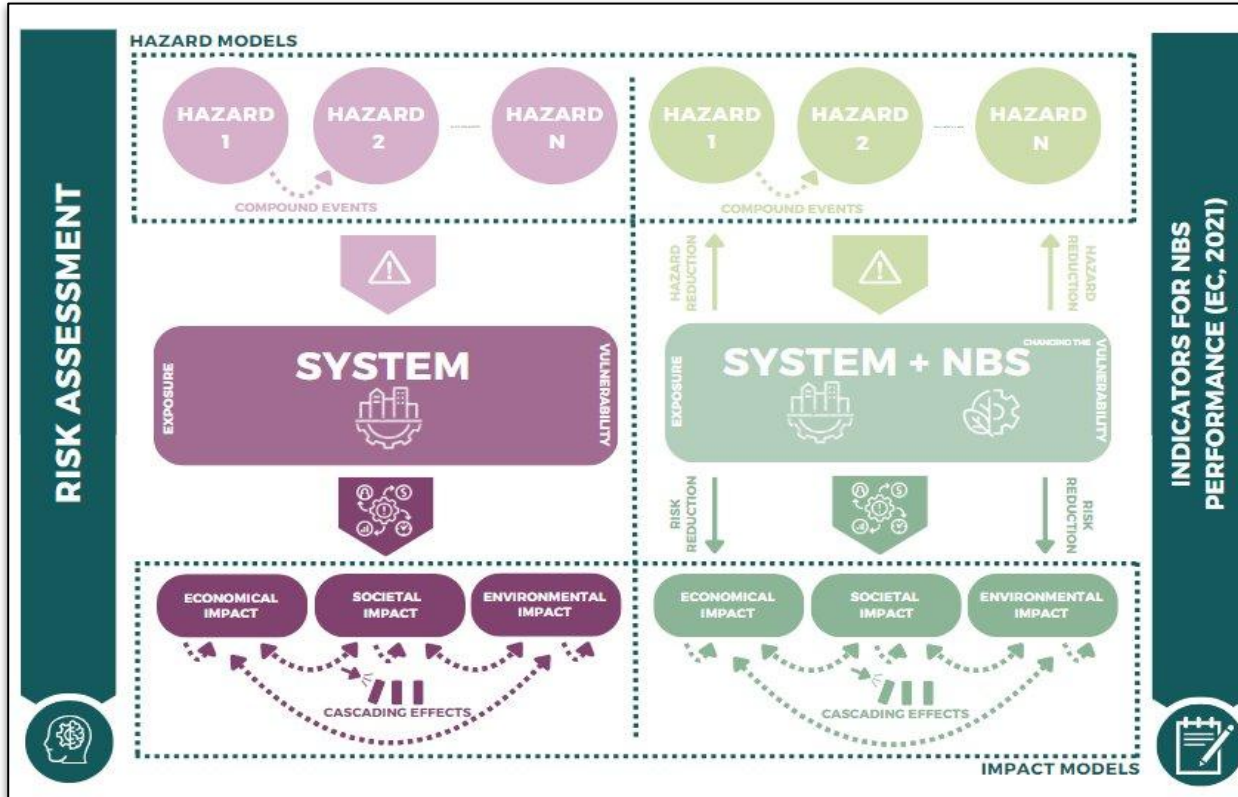 RISK ASSESSMENT
HAZARD MODELS
HAZARD
1
HAZARD
2
HAZARD
N
COMPOUND EVENTS
EXPOSURE
SYSTEM
VULNERABILITY
ECONOMICAL
IMPACT
SOCIETAL
IMPACT
ENVIRONMENTAL
IMPACT
CASCADING EFFECTS
HAZARD
1
HAZARD
2
HAZARD
N
COMPOUND EVENTS
HAZARD
REDUCTION
HAZARD
REDUCTION
EXPOSURE
SYSTEM + NBS
CHANGING THE
VULNERABILITY
RISK
REDUCTION
RISK
REDUCTION
ECONOMICAL
IMPACT
SOCIETAL
IMPACT
ENVIRONMENTAL
IMPACT
CASCADING EFFECTS
IMPACT MODELS
INDICATORS FOR NBS
PERFORMANCE (EC, 2021)